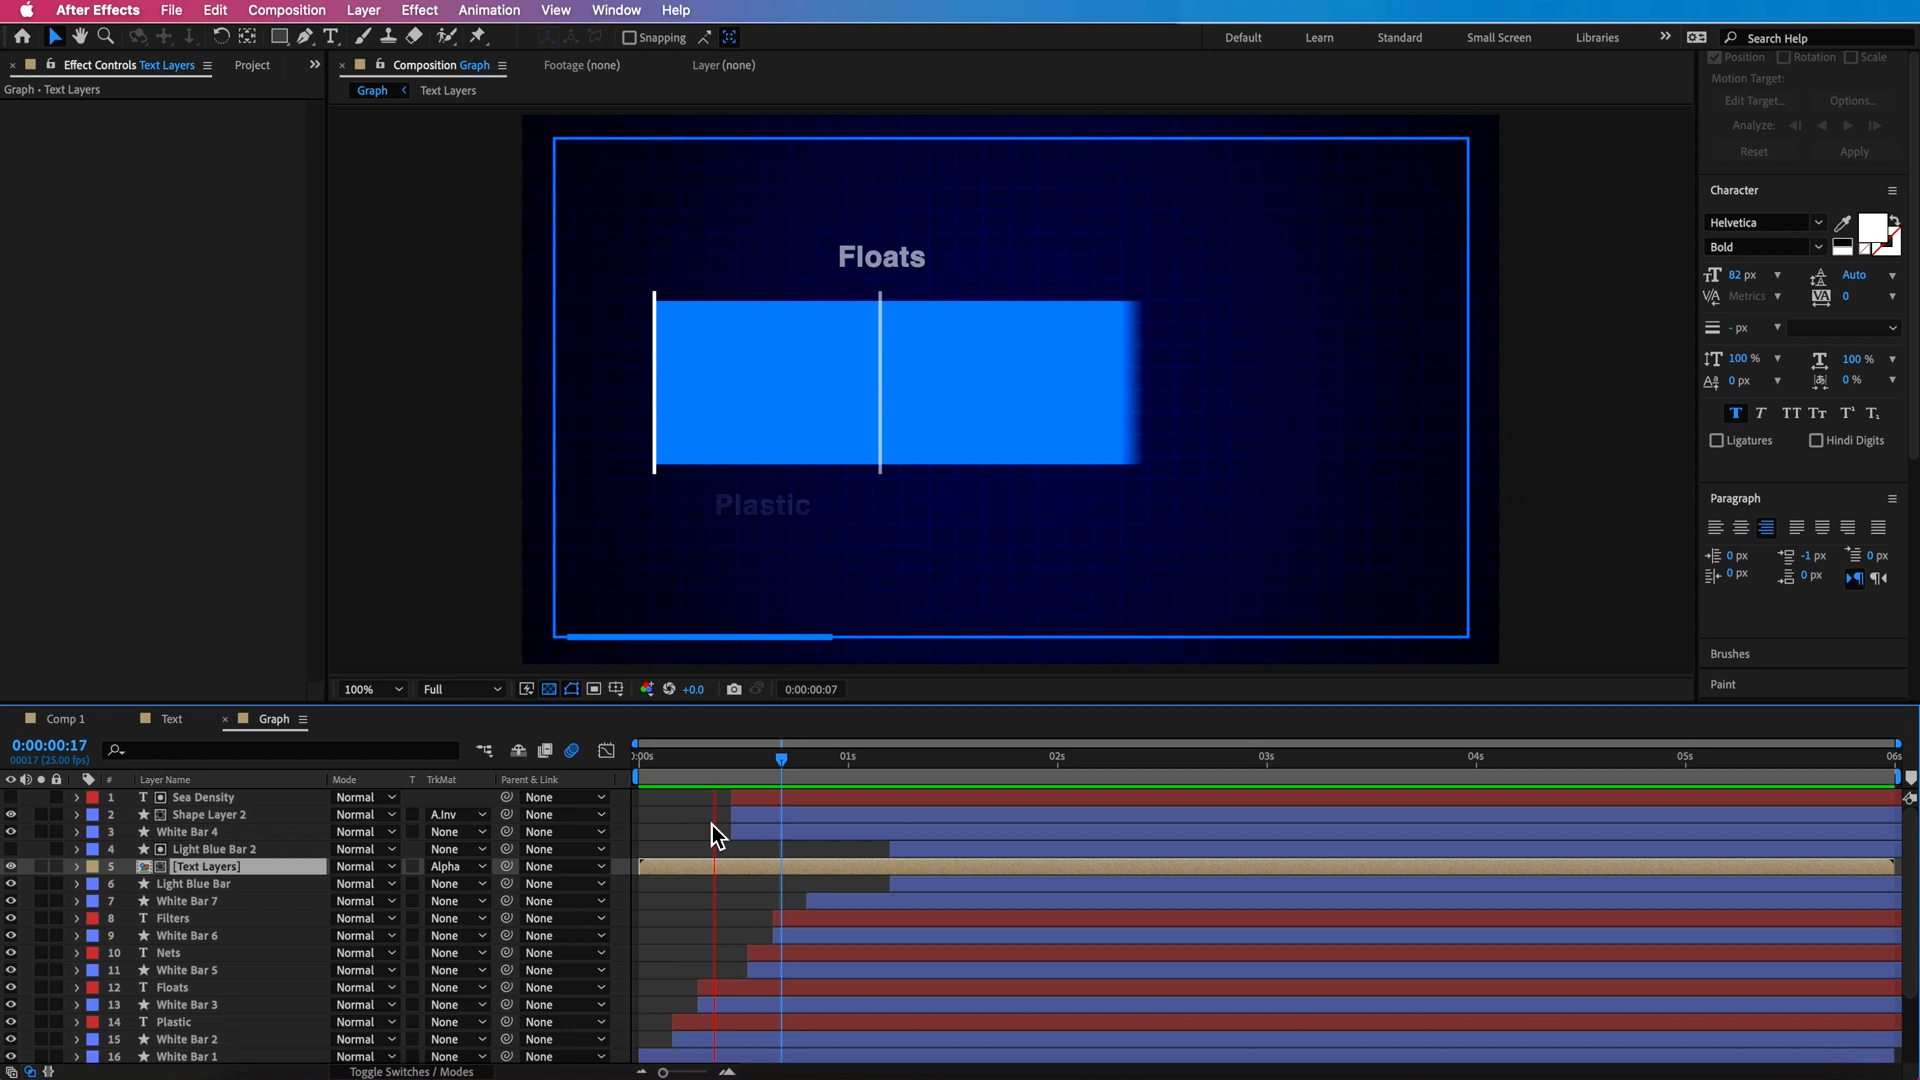 After Effects File Edit Composition Layer Effect Animation View Window Help
Snapping Default Learn Standard Small Screen Libraries Search Help
Effect Controls Text Layers Project Composition Graph Footage (none) Layer (none)
Graph • Text Layers
Graph Text Layers
Position Rotation Scale
Motion Target:
Edit Target... Options...
Analyze:
Reset Apply
Character
Helvetica
Bold
82 px Auto
Metrics 0
- px
100 % 100 %
0 px 0 %
Ligatures Hindi Digits
Paragraph
0 px -1 px 0 px
0 px 0 px
Brushes
Paint
Floats
Plastic
100% Full +0.0 0:00:00:07
Comp 1 Text Graph
0:00:00:17
00017 (25.00 fps)
:00s 01s 02s 03s 04s 05s 06s
# Layer Name Mode T TrkMat Parent & Link
1 T Sea Density Normal None
2 Shape Layer 2 Normal A.Inv None
3 White Bar 4 Normal None None
4 Light Blue Bar 2 Normal None None
5 [Text Layers] Normal Alpha None
6 Light Blue Bar Normal None None
7 White Bar 7 Normal None None
8 T Filters Normal None None
9 White Bar 6 Normal None None
10 T Nets Normal None None
11 White Bar 5 Normal None None
12 T Floats Normal None None
13 White Bar 3 Normal None None
14 T Plastic Normal None None
15 White Bar 2 Normal None None
16 White Bar 1 Normal None None
Toggle Switches / Modes